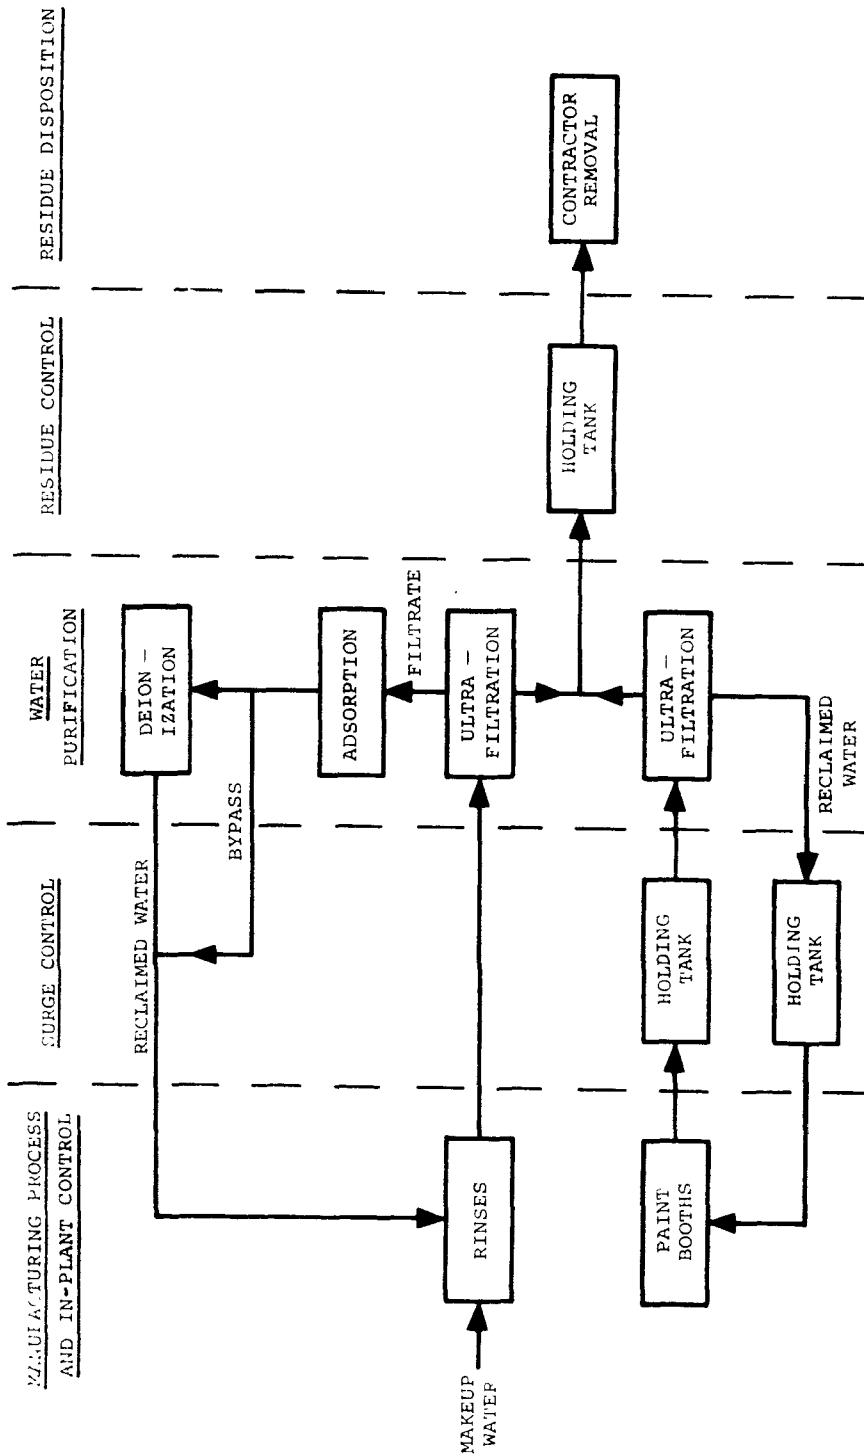 MANUFACTURING PROCESS
AND IN-PLANT CONTROL
SURGE CONTROL
WATER
PURIFICATION
RESIDUE CONTROL
RESIDUE DISPOSITION
RECLAIMED WATER
DEION-
IZATION
BYPASS
ADSORPTION
FILTRATE
MAKEUP
WATER
RINSES
ULTRA-
FILTRATION
HOLDING
TANK
CONTRACTOR
REMOVAL
PAINT
BOOTHS
HOLDING
TANK
ULTRA-
FILTRATION
HOLDING
TANK
RECLAIMED
WATER